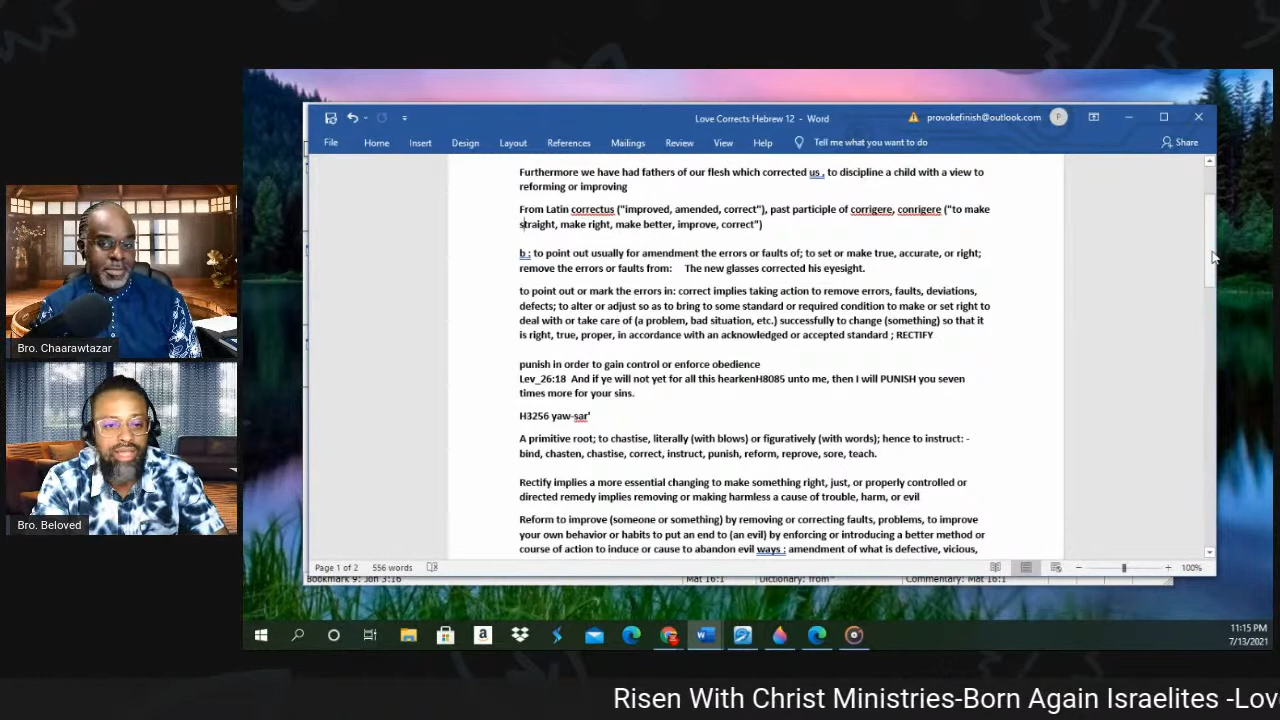 Love Corrects Hebrew 12 - Word
provokefinish@outlook.com
P
File
Home
Insert
Design
Layout
References
Mailings
Review
View
Help
Tell me what you want to do
Share
Furthermore we have had fathers of our flesh which corrected us , to discipline a child with a view to
reforming or improving
From Latin correctus ("improved, amended, correct"), past participle of corrigere, conrigere ("to make
straight, make right, make better, improve, correct")
b : to point out usually for amendment the errors or faults of; to set or make true, accurate, or right;
remove the errors or faults from: The new glasses corrected his eyesight.
to point out or mark the errors in: correct implies taking action to remove errors, faults, deviations,
defects; to alter or adjust so as to bring to some standard or required condition to make or set right to
deal with or take care of (a problem, bad situation, etc.) successfully to change (something) so that it
is right, true, proper, in accordance with an acknowledged or accepted standard ; RECTIFY
punish in order to gain control or enforce obedience
Lev_26:18 And if ye will not yet for all this hearkenH8085 unto me, then I will PUNISH you seven
times more for your sins.
H3256 yaw-sar'
A primitive root; to chastise, literally (with blows) or figuratively (with words); hence to instruct: -
bind, chasten, chastise, correct, instruct, punish, reform, reprove, sore, teach.
Rectify implies a more essential changing to make something right, just, or properly controlled or
directed remedy implies removing or making harmless a cause of trouble, harm, or evil
Reform to improve (someone or something) by removing or correcting faults, problems, to improve
your own behavior or habits to put an end to (an evil) by enforcing or introducing a better method or
course of action to induce or cause to abandon evil ways : amendment of what is defective, vicious,
Page 1 of 2
556 words
100%
Bookmark 9: Joh 3:16
Mat 16:1
Dictionary: from
Commentary: Mat 16:1
Bro. Chaarawtazar
Bro. Beloved
11:15 PM
7/13/2021
Risen With Christ Ministries-Born Again Israelites -Lov